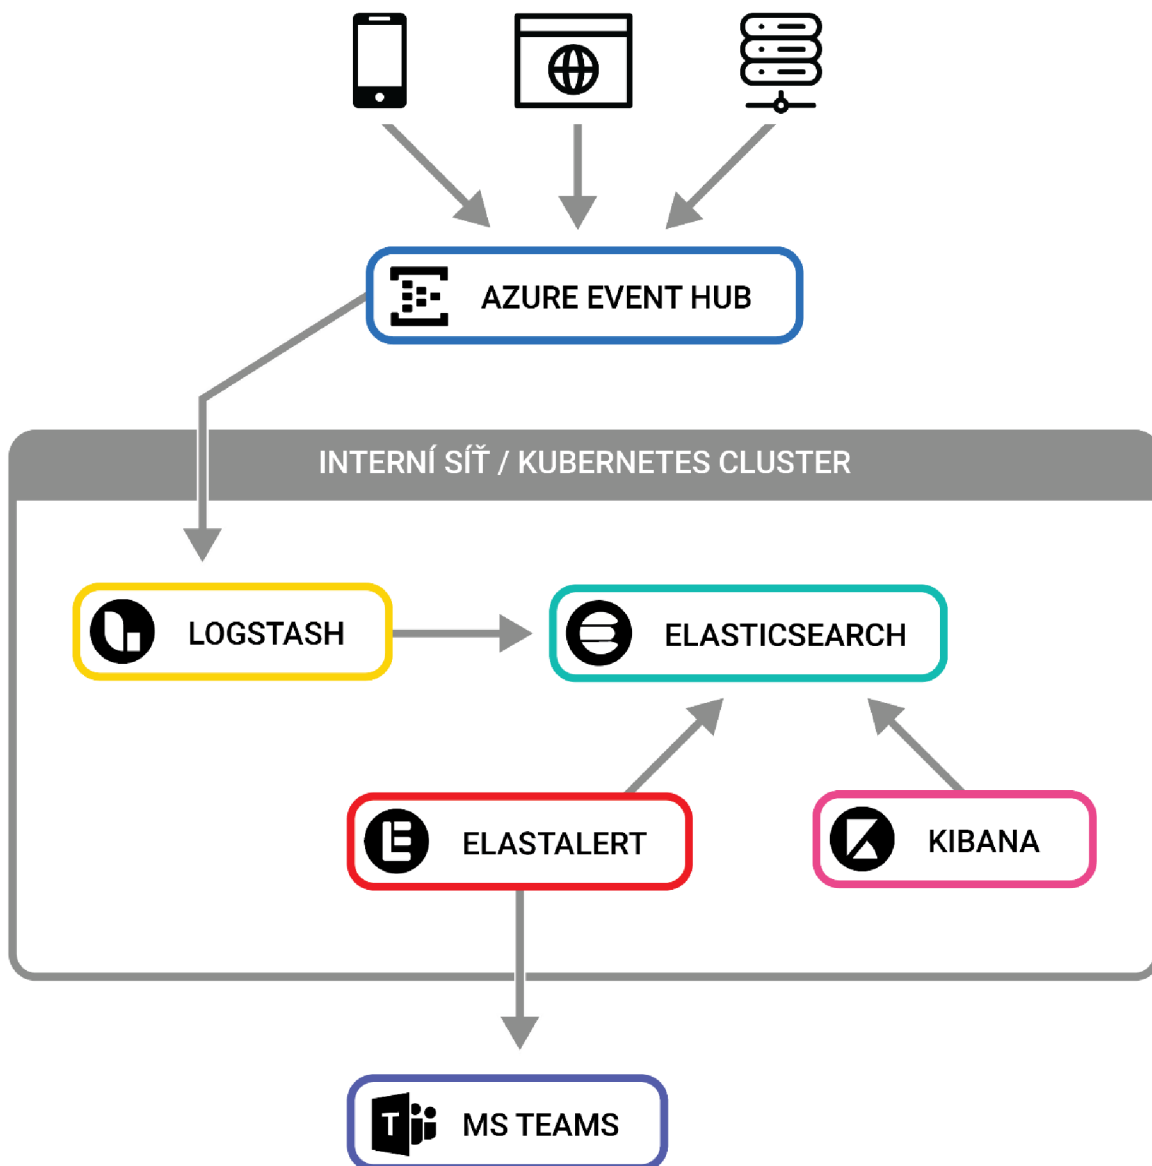 AZURE EVENT HUB
INTERNÍ SÍŤ / KUBERNETES CLUSTER
LOGSTASH
ELASTICSEARCH
ELASTALERT
KIBANA
T
MS TEAMS